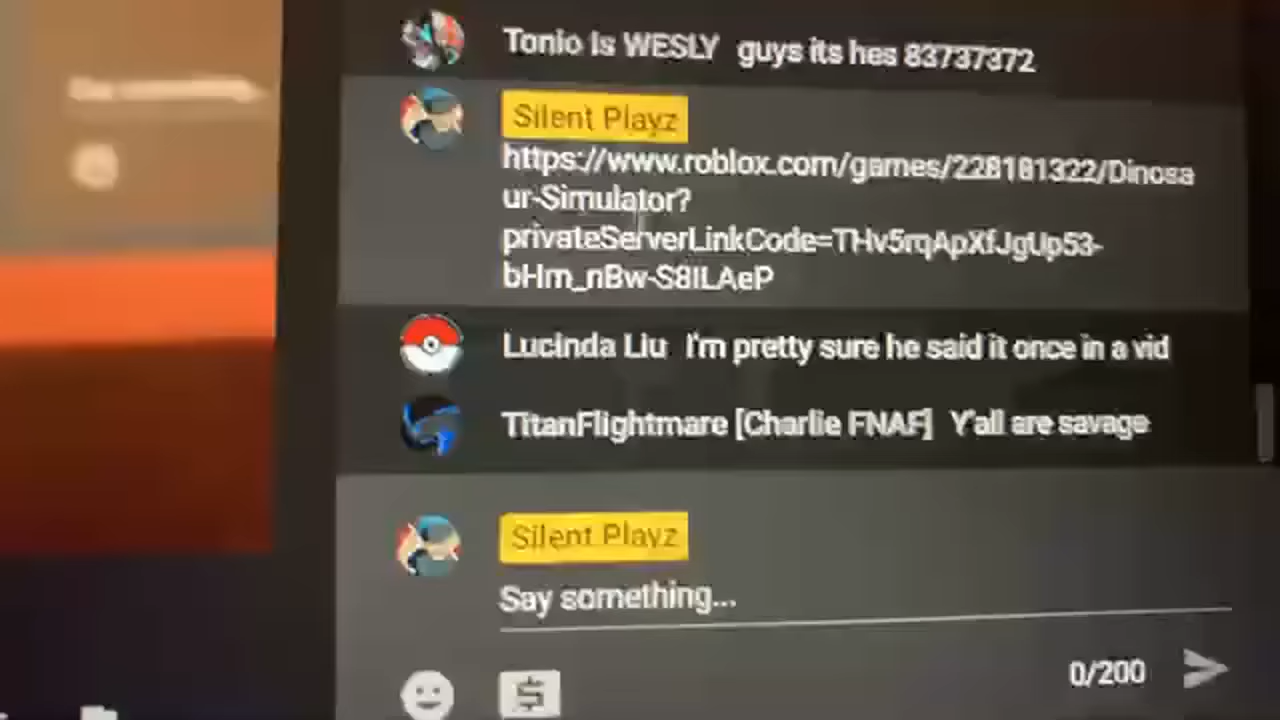 Tonio is WESLY guys its hes 83737372
Silent Playz
https://www.roblox.com/games/228181322/Dinosa
ur-Simulator?
privateServerLinkCode=THv5rqApXfJgUp53-
bHm_nBw-S8ILAeP
Lucinda Liu I'm pretty sure he said it once in a vid
TitanFlightmare [Charlie FNAF] Y'all are savage
Silent Playz
Say something...
0/200